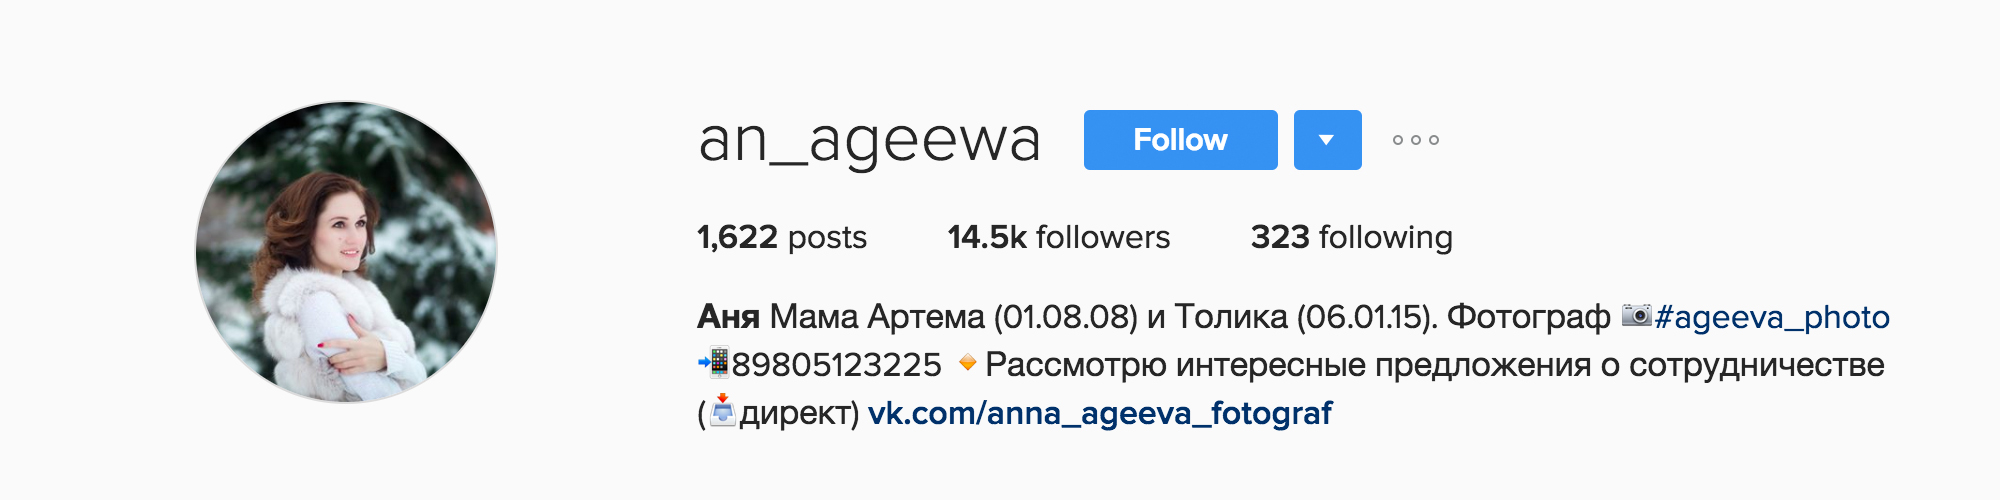 an_ageewa Follow
1,622 posts 14.5k followers 323 following
Аня Мама Артема (01.08.08) и Толика (06.01.15). Фотограф 📷#ageeva_photo
📲89805123225 🔸Рассмотрю интересные предложения о сотрудничестве
(📥директ) vk.com/anna_ageeva_fotograf